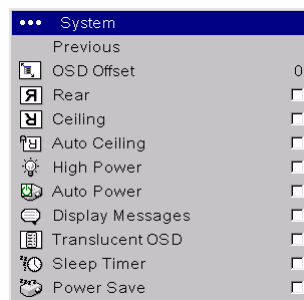 ••• System
Previous
OSD Offset 0
Rear
Ceiling
Auto Ceiling
High Power
Auto Power
Display Messages
Translucent OSD
Sleep Timer
Power Save